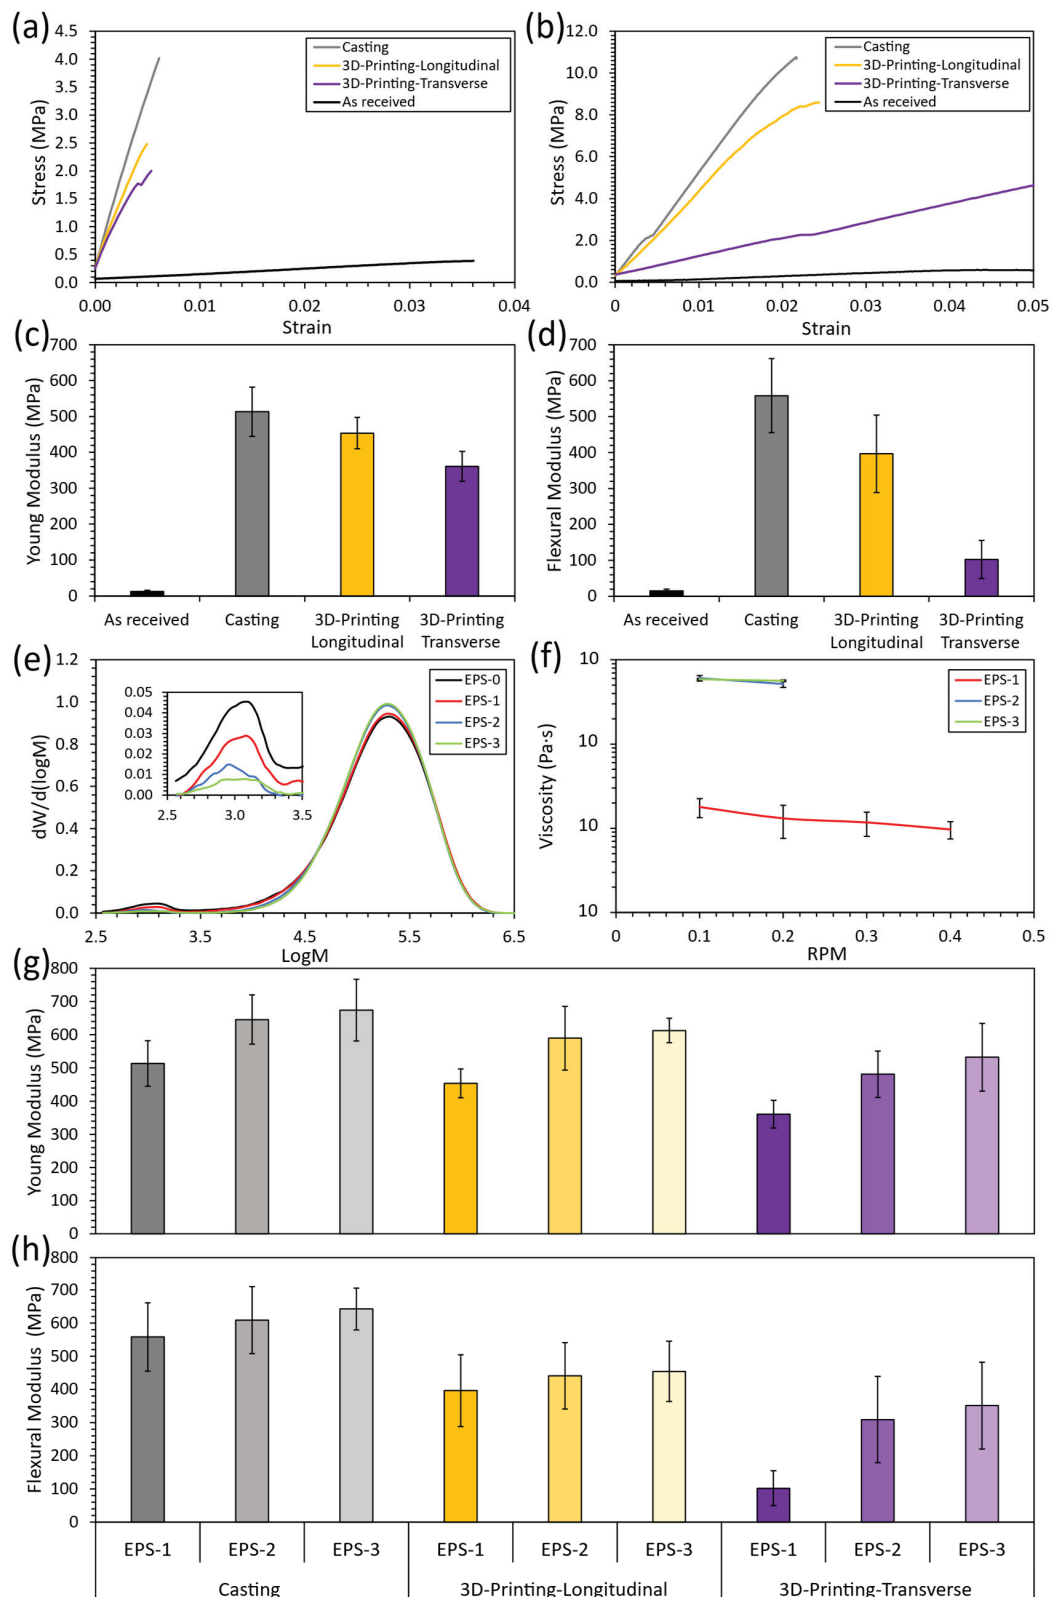 (a)
4.5
4.0
3.5
3.0
2.5
2.0
1.5
1.0
0.5
0.0
Stress (MPa)
Casting
3D-Printing-Longitudinal
3D-Printing-Transverse
As received
0.00 0.01 0.02 0.03 0.04
Strain
(b)
12.0
10.0
8.0
6.0
4.0
2.0
0.0
Stress (MPa)
Casting
3D-Printing-Longitudinal
3D-Printing-Transverse
As received
0 0.01 0.02 0.03 0.04 0.05
Strain
(c)
700
600
500
400
300
200
100
0
Young Modulus (MPa)
As received Casting 3D-Printing 3D-Printing
Longitudinal Transverse
(d)
700
600
500
400
300
200
100
0
Flexural Modulus (MPa)
As received Casting 3D-Printing 3D-Printing
Longitudinal Transverse
(e)
1.2
1.0
0.8
0.6
0.4
0.2
0.0
dW/d(logM)
0.05
0.04
0.03
0.02
0.01
0.00
2.5 3.0 3.5
EPS-0
EPS-1
EPS-2
EPS-3
2.5 3.5 4.5 5.5 6.5
LogM
(f)
10
10
10
10
Viscosity (Pa·s)
EPS-1
EPS-2
EPS-3
0 0.1 0.2 0.3 0.4 0.5
RPM
(g)
800
700
600
500
400
300
200
100
0
Young Modulus (MPa)
(h)
800
700
600
500
400
300
200
100
0
Flexural Modulus (MPa)
EPS-1 EPS-2 EPS-3 EPS-1 EPS-2 EPS-3 EPS-1 EPS-2 EPS-3
Casting 3D-Printing-Longitudinal 3D-Printing-Transverse